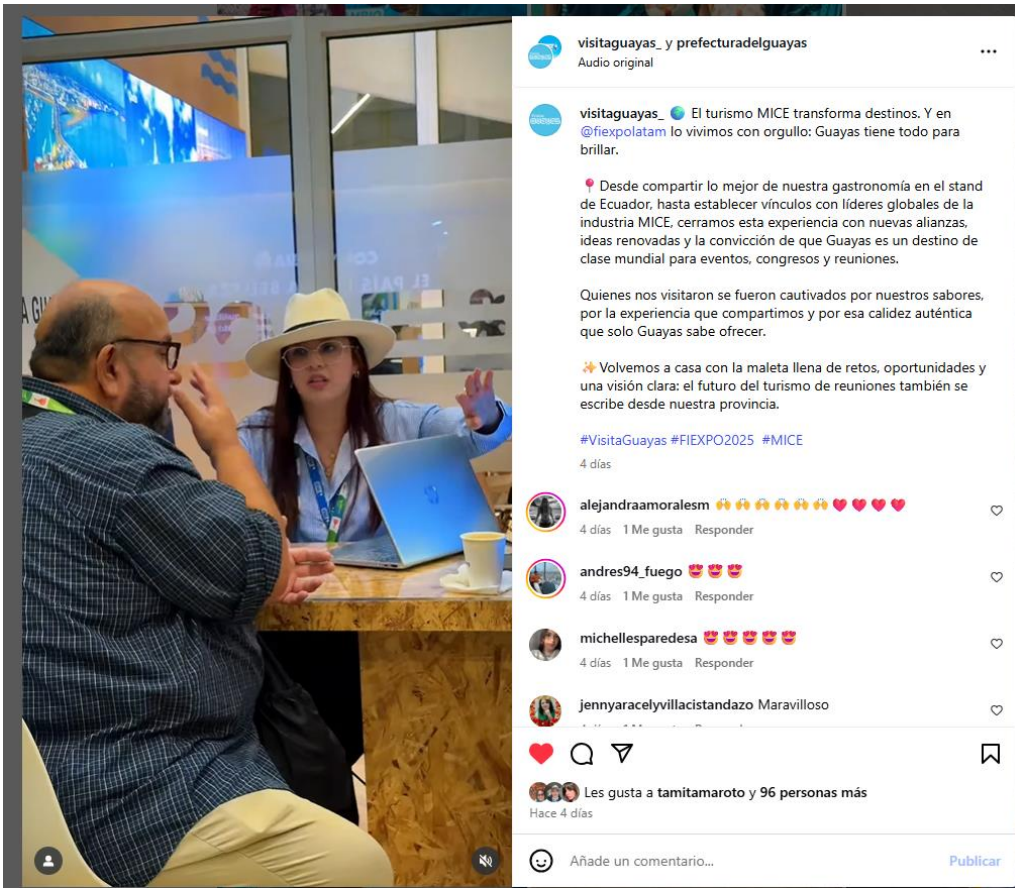 visitaguayas_ y prefecturadelguayas
Audio original
visitaguayas_ 🌎 El turismo MICE transforma destinos. Y en
@fiexpolatam lo vivimos con orgullo: Guayas tiene todo para
brillar.
📍 Desde compartir lo mejor de nuestra gastronomía en el stand
de Ecuador, hasta establecer vínculos con líderes globales de la
industria MICE, cerramos esta experiencia con nuevas alianzas,
ideas renovadas y la convicción de que Guayas es un destino de
clase mundial para eventos, congresos y reuniones.
Quienes nos visitaron se fueron cautivados por nuestros sabores,
por la experiencia que compartimos y por esa calidez auténtica
que solo Guayas sabe ofrecer.
✨ Volvemos a casa con la maleta llena de retos, oportunidades y
una visión clara: el futuro del turismo de reuniones también se
escribe desde nuestra provincia.
#VisitaGuayas #FIEXPO2025 #MICE
4 días
alejandraamoralesm 🙌🙌🙌🙌🙌🙌❤️❤️❤️❤️
4 días 1 Me gusta Responder
andres94_fuego 😍😍😍
4 días 1 Me gusta Responder
michellesparedesa 😍😍😍😍😍
4 días 1 Me gusta Responder
jennyaracelyvillacistandazo Maravilloso
Les gusta a tamitamaroto y 96 personas más
Hace 4 días
Añade un comentario...
Publicar